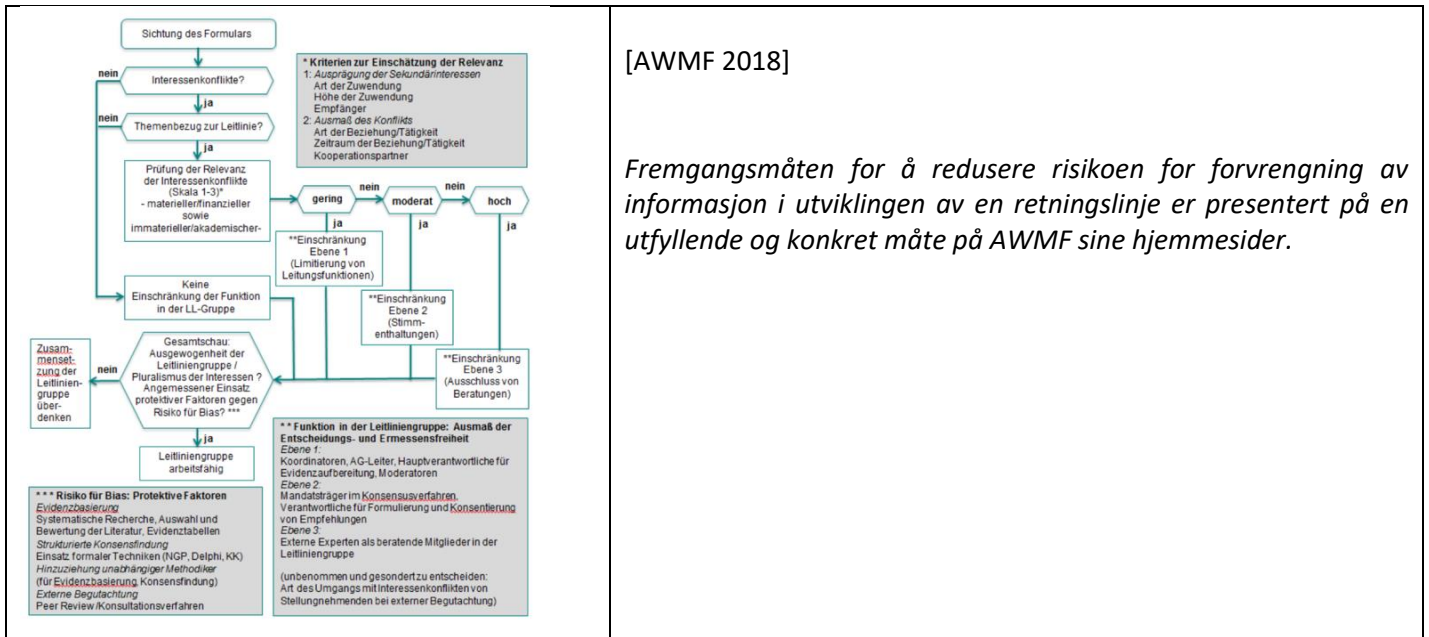 Sichtung des Formulars
nein
Interessenkonflikte?
ja
nein
Themenbezug zur Leitlinie?
ja
Prüfung der Relevanz
der Interessenkonflikte
(Skala 1-3)*
- materieller/finanzieller
sowie
immaterieller/akademischer-
* Kriterien zur Einschätzung der Relevanz
1: Ausprägung der Sekundärinteressen
Art der Zuwendung
Höhe der Zuwendung
Empfänger
2: Ausmaß des Konflikts
Art der Beziehung/Tätigkeit
Zeitraum der Beziehung/Tätigkeit
Kooperationspartner
gering
nein
moderat
nein
hoch
ja
ja
ja
**Einschränkung
Ebene 1
(Limitierung von
Leitungsfunktionen)
Keine
Einschränkung der Funktion
in der LL-Gruppe
**Einschränkung
Ebene 2
(Stimm-
enthaltungen)
**Einschränkung
Ebene 3
(Ausschluss von
Beratungen)
Gesamtschau:
Ausgewogenheit der
Leitliniengruppe /
Pluralismus der Interessen ?
Angemessener Einsatz
protektiver Faktoren gegen
Risiko für Bias? ***
nein
Zusam-
menset-
zung der
Leitlinien-
gruppe
über-
denken
ja
Leitliniengruppe
arbeitsfähig
* * Funktion in der Leitliniengruppe: Ausmaß der
Entscheidungs- und Ermessensfreiheit
Ebene 1:
Koordinatoren, AG-Leiter, Hauptverantwortliche für
Evidenzaufbereitung, Moderatoren
Ebene 2:
Mandatsträger im Konsensusverfahren,
Verantwortliche für Formulierung und Konsentierung
von Empfehlungen
Ebene 3:
Externe Experten als beratende Mitglieder in der
Leitliniengruppe
(unbenommen und gesondert zu entscheiden:
Art des Umgangs mit Interessenkonflikten von
Stellungnehmenden bei externer Begutachtung)
* * * Risiko für Bias: Protektive Faktoren
Evidenzbasierung
Systematische Recherche, Auswahl und
Bewertung der Literatur, Evidenztabellen
Strukturierte Konsensfindung
Einsatz formaler Techniken (NGP, Delphi, KK)
Hinzuziehung unabhängiger Methodiker
(für Evidenzbasierung, Konsensfindung)
Externe Begutachtung
Peer Review /Konsultationsverfahren
[AWMF 2018]
Fremgangsmåten for å redusere risikoen for forvrengning av
informasjon i utviklingen av en retningslinje er presentert på en
utfyllende og konkret måte på AWMF sine hjemmesider.